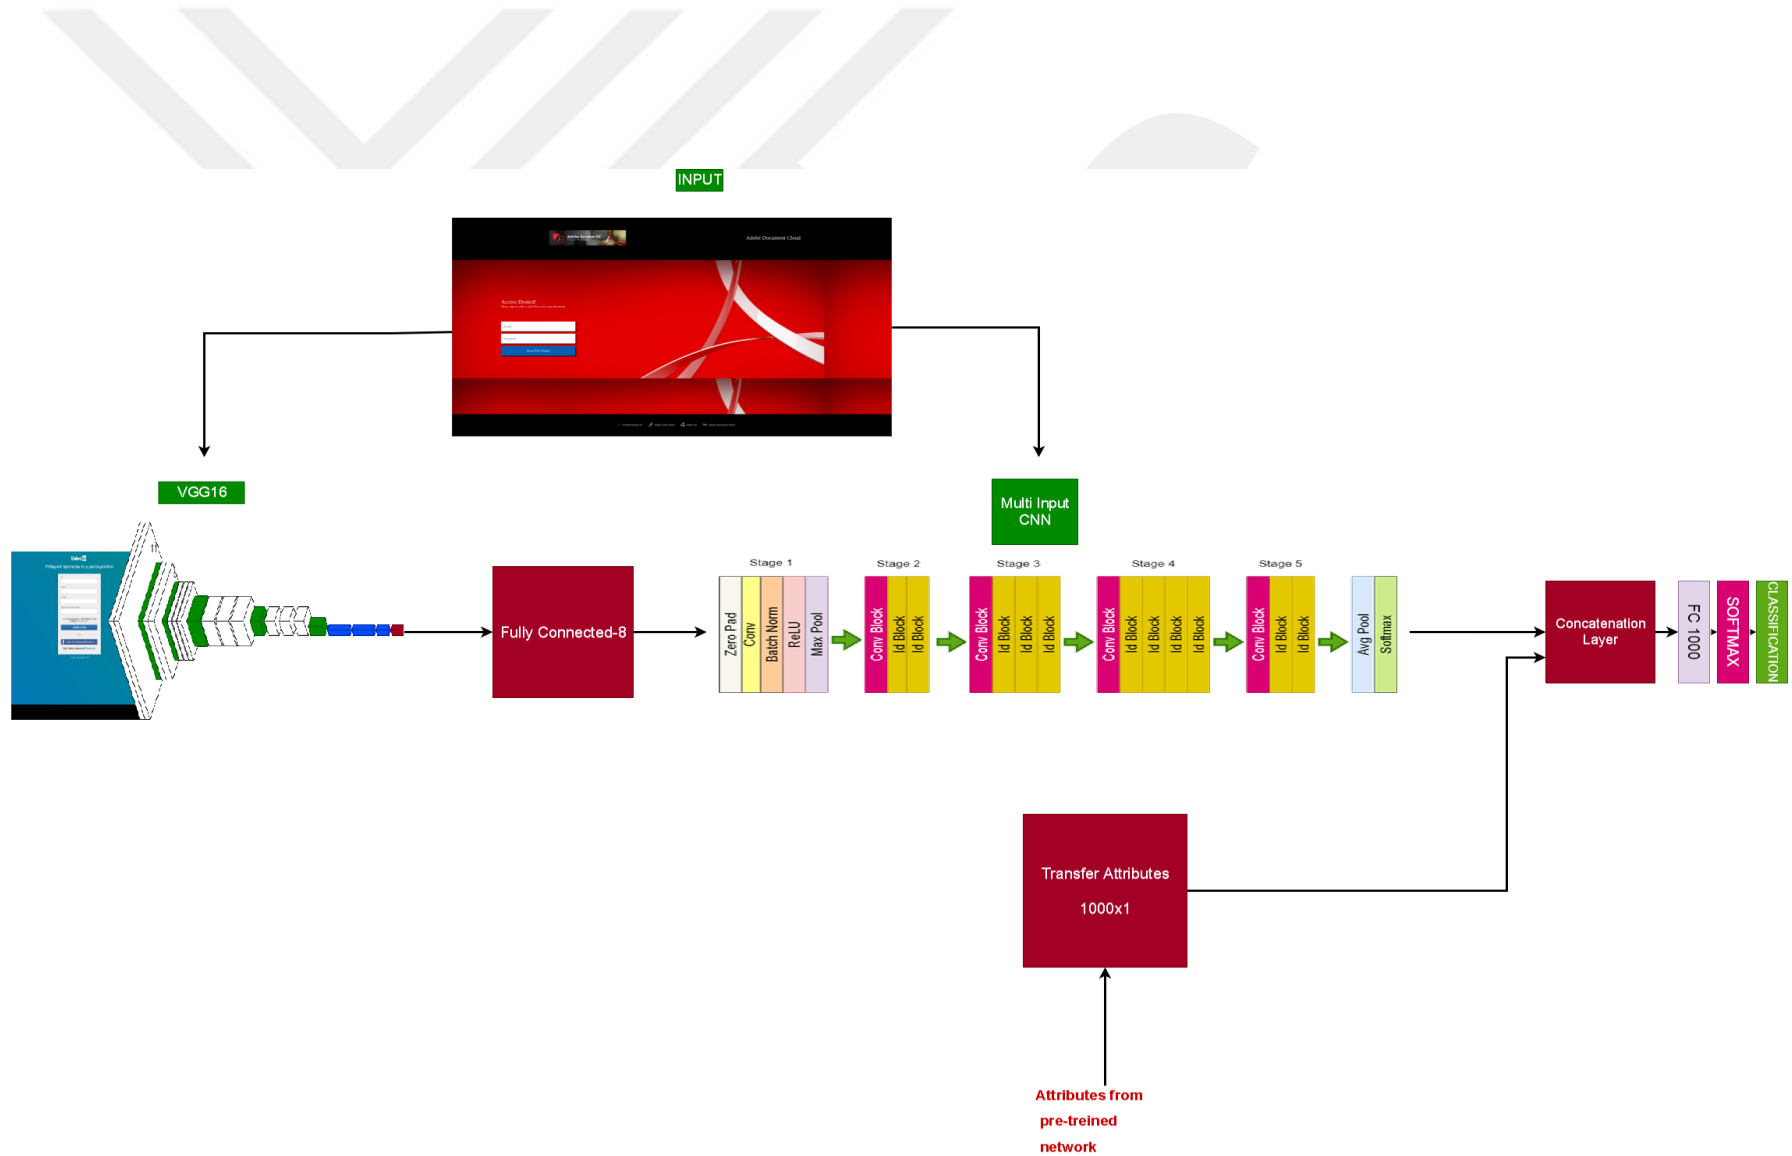 INPUT
Adobe Document Cloud
Access Denied!
VGG16
Multi Input
CNN
Fully Connected-8
Stage 1
Zero Pad
Conv
Batch Norm
ReLU
Max Pool
Stage 2
Conv Block
Id Block
Id Block
Stage 3
Conv Block
Id Block
Id Block
Id Block
Stage 4
Conv Block
Id Block
Id Block
Id Block
Id Block
Stage 5
Conv Block
Id Block
Id Block
Avg Pool
Softmax
Concatenation
Layer
FC 1000
SOFTMAX
CLASSIFICATION
Transfer Attributes
1000x1
Attributes from
pre-treined
network